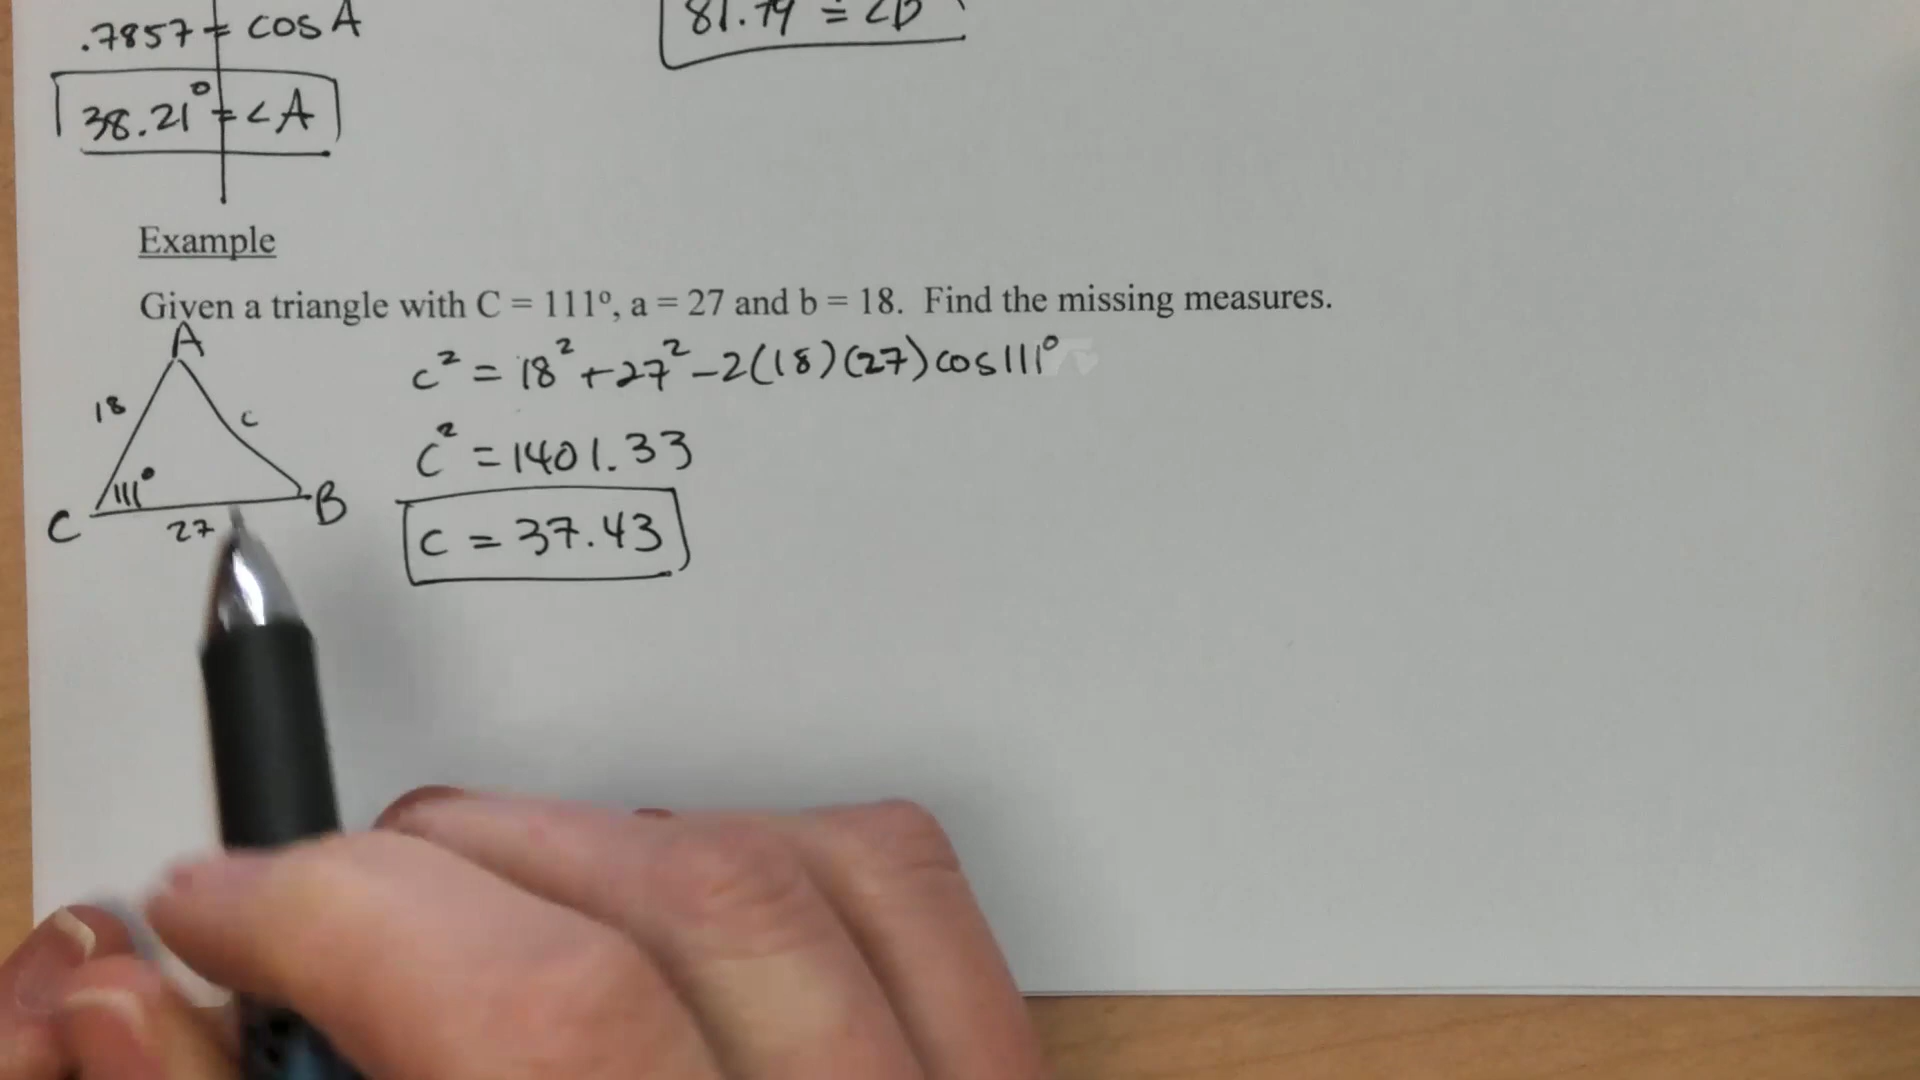 .7857 = cos A
38.21° = <A
81.79 = <B
Example
Given a triangle with C = 111º, a = 27 and b = 18.  Find the missing measures.
A
18
c
111°
C
27
B
c² = 18² + 27² - 2(18)(27) cos 111°
c² = 1401.33
c = 37.43